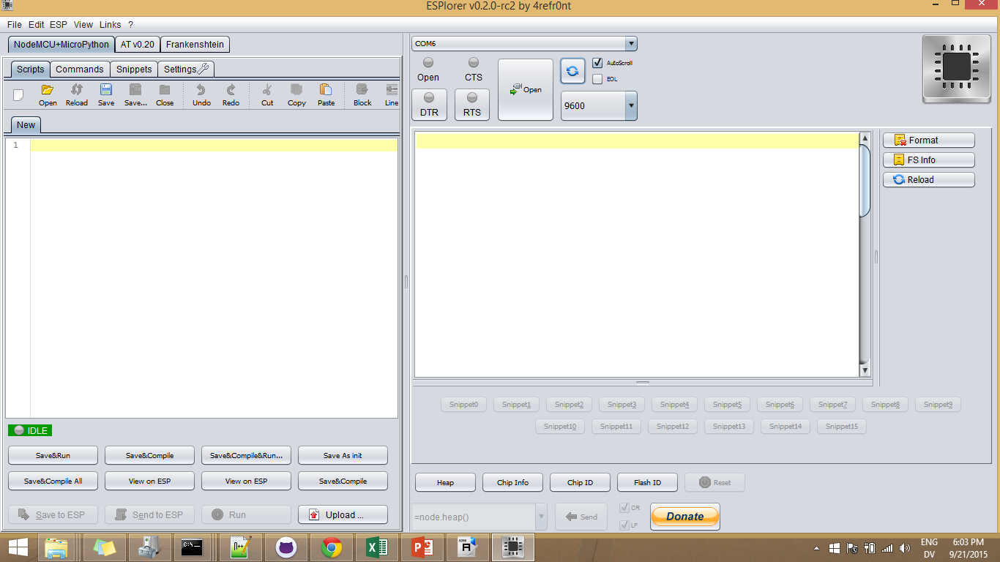 ESPlorer v0.2.0-rc2 by 4refr0nt
File Edit ESP View Links ?
NodeMCU+MicroPython AT v0.20 Frankenshtein
Scripts Commands Snippets Settings
Open Reload Save Save... Close Undo Redo Cut Copy Paste Block Line
New
1
IDLE
Save&Run Save&Compile Save&Compile&Run... Save As init
Save&Compile All View on ESP View on ESP Save&Compile
Save to ESP Send to ESP Run Upload ...
COM6
Open CTS
DTR RTS
Open
AutoScroll
EOL
9600
Format
FS Info
Reload
Snippet0 Snippet1 Snippet2 Snippet3 Snippet4 Snippet5 Snippet6 Snippet7 Snippet8 Snippet9
Snippet10 Snippet11 Snippet12 Snippet13 Snippet14 Snippet15
Heap Chip Info Chip ID Flash ID Reset
=node.heap() Send
CR
LF
Donate
C:\
N++
8266
ENG 6:03 PM
DV 9/21/2015